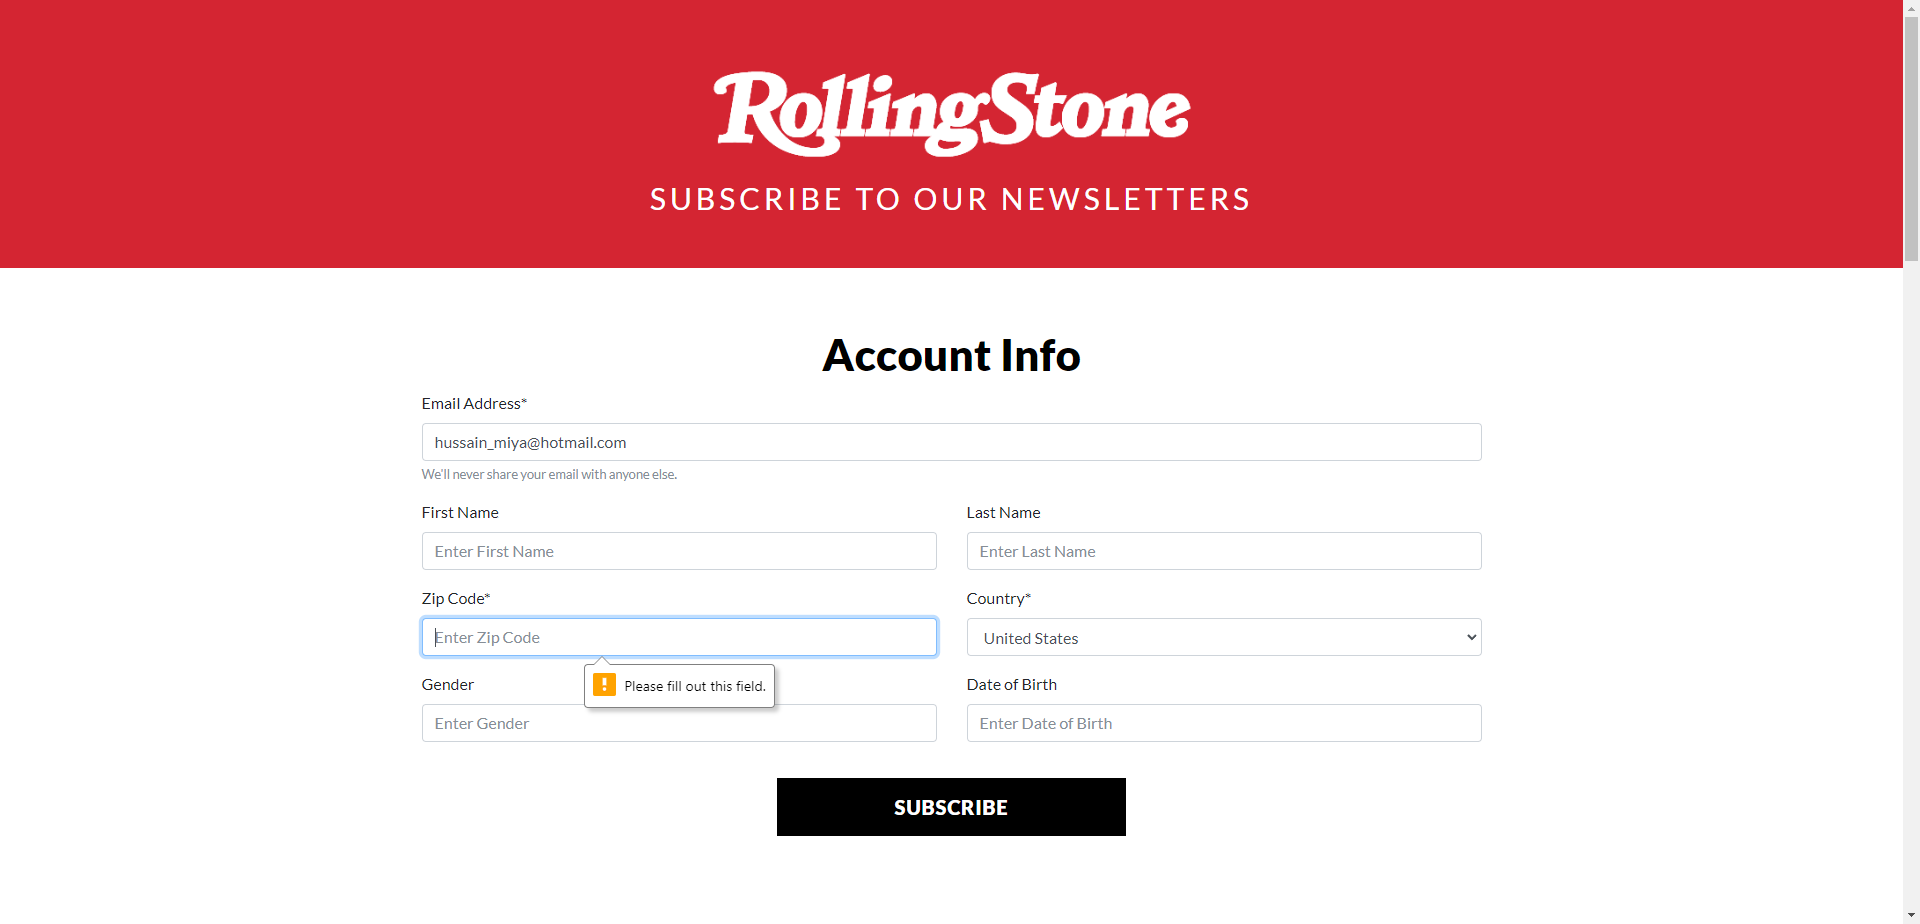 RollingStone
SUBSCRIBE TO OUR NEWSLETTERS
Account Info
Email Address*
hussain_miya@hotmail.com
We'll never share your email with anyone else.
First Name
Last Name
Enter First Name
Enter Last Name
Zip Code*
Country*
Enter Zip Code
United States
Please fill out this field.
Gender
Date of Birth
Enter Gender
Enter Date of Birth
SUBSCRIBE